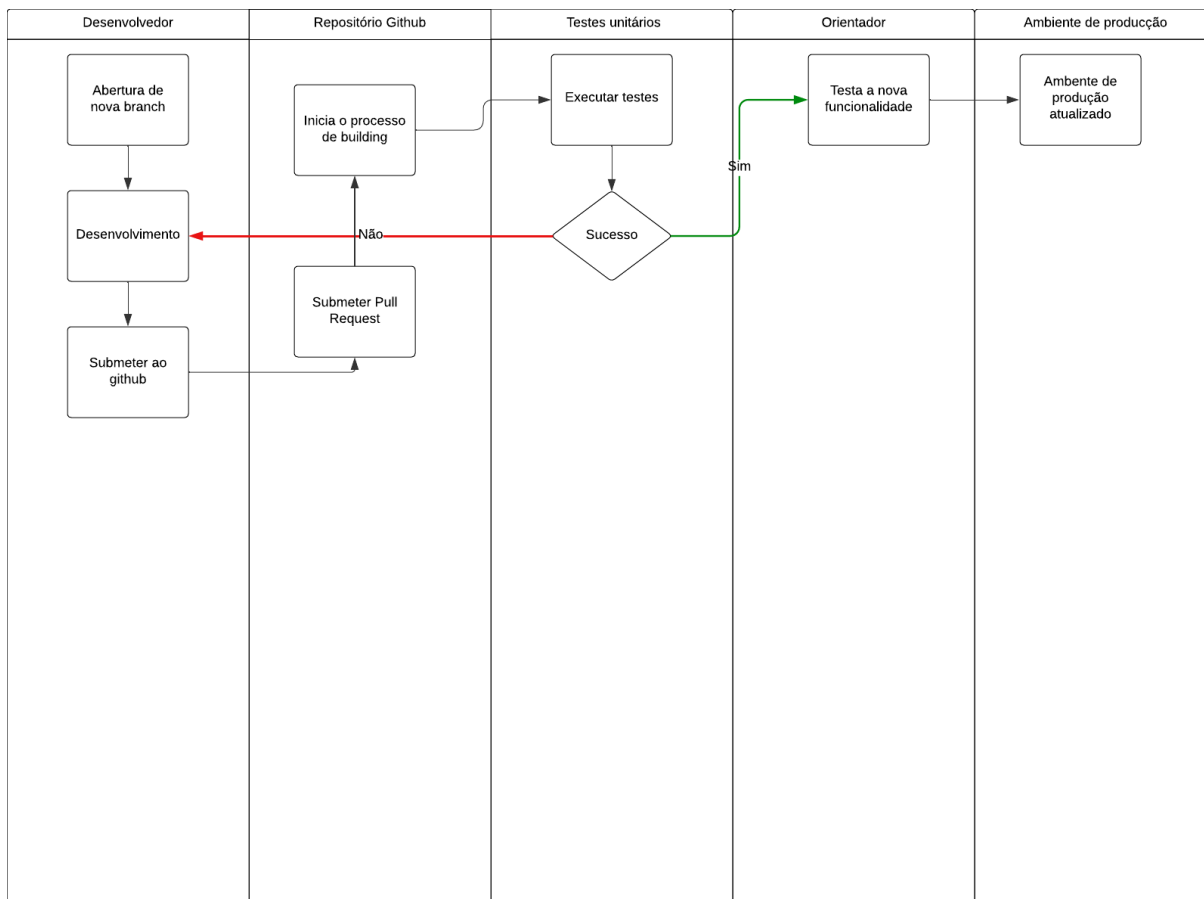 Desenvolvedor
Repositório Github
Testes unitários
Orientador
Ambiente de producção
Abertura de
nova branch
Desenvolvimento
Submeter ao
github
Inicia o processo
de building
Não
Submeter Pull
Request
Executar testes
Sucesso
Sim
Testa a nova
funcionalidade
Ambente de
produção
atualizado